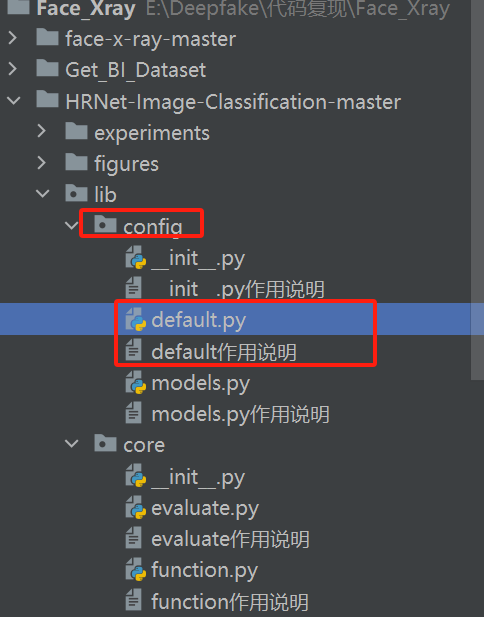 Face_Xray E:\Deepfake\代码复现\Face_Xray
face-x-ray-master
Get_BI_Dataset
HRNet-Image-Classification-master
experiments
figures
lib
config
__init__.py
__init__.py作用说明
default.py
default作用说明
models.py
models.py作用说明
core
__init__.py
evaluate.py
evaluate作用说明
function.py
function作用说明